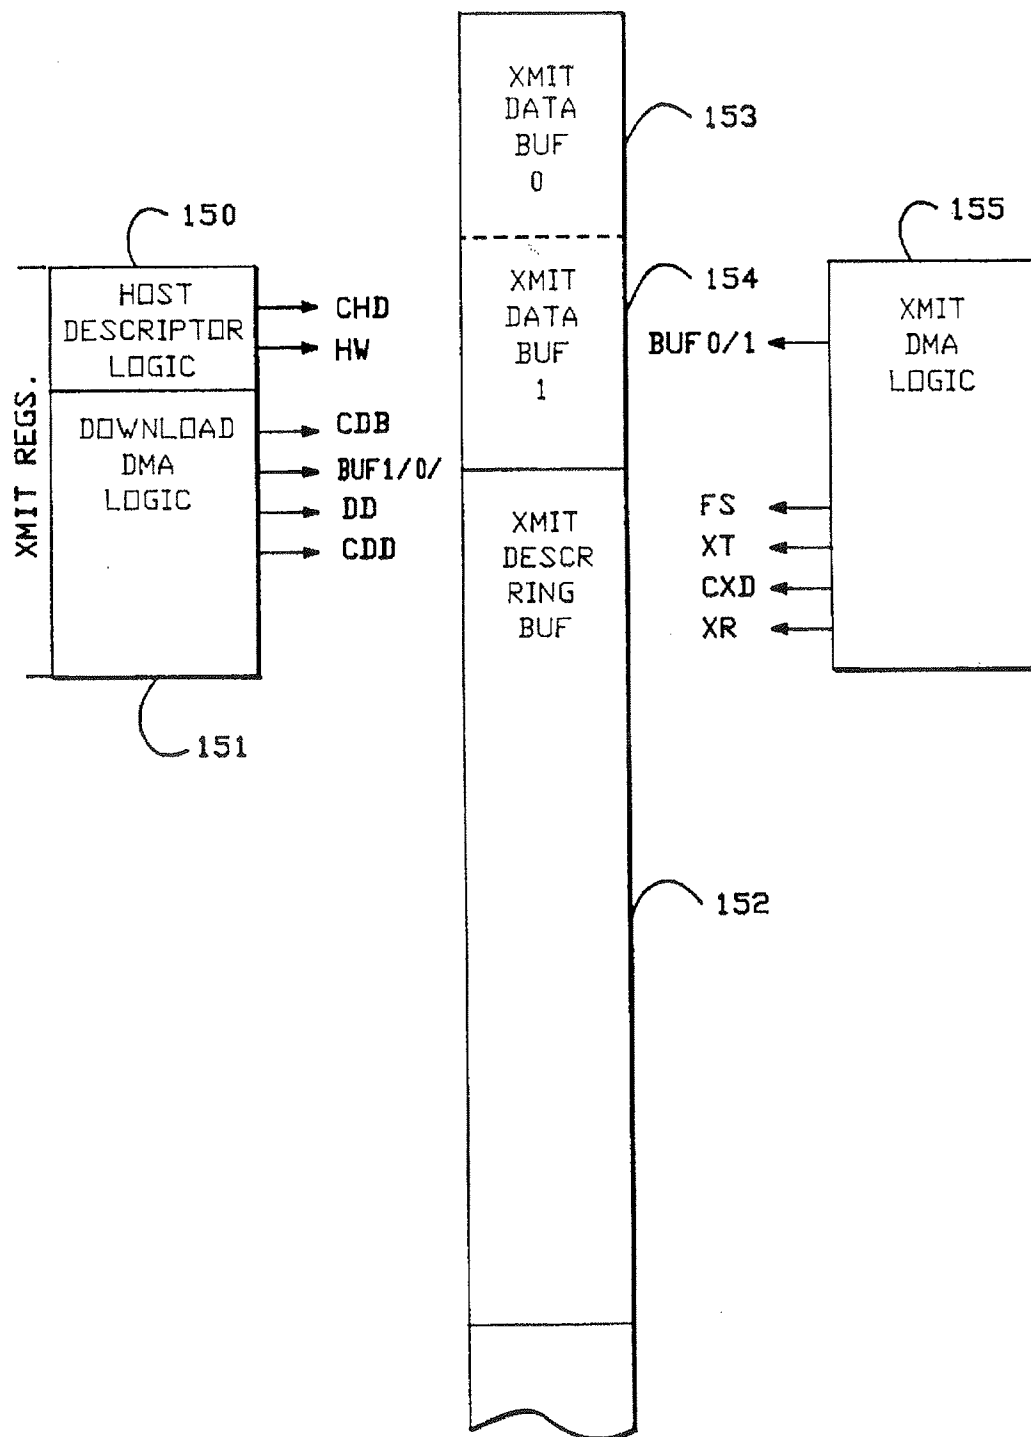 XMIT
DATA
BUF
0
153
150
155
XMIT REGS.
HOST
DESCRIPTOR
LOGIC
CHD
HW
XMIT
DATA
BUF
1
154
BUF 0/1
XMIT
DMA
LOGIC
DOWNLOAD
DMA
LOGIC
CDB
BUF1/0/
DD
CDD
151
XMIT
DESCR
RING
BUF
FS
XT
CXD
XR
152